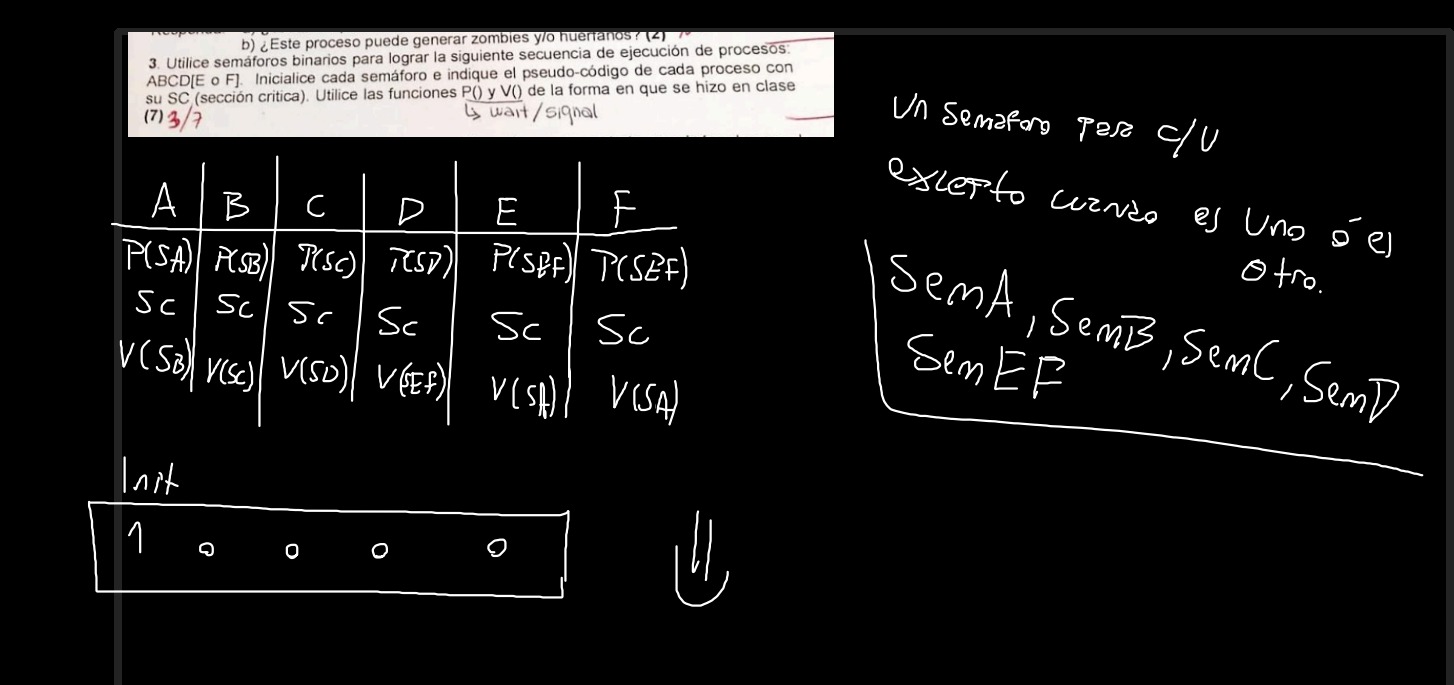 b) ¿Este proceso puede generar zombies y/o huérfanos? (2)
3. Utilice semáforos binarios para lograr la siguiente secuencia de ejecución de procesos:
ABCD[E o F]. Inicialice cada semáforo e indique el pseudo-código de cada proceso con
su SC (sección critica). Utilice las funciones P() y V() de la forma en que se hizo en clase
(7) 3/7 ↳ wait/signal
Un semaforo para c/u
excepto cuando es Uno ó es
Otro.
SemA, SemB, SemC, SemD
SemEF
A B C D E F
P(SA) P(SB) P(SC) P(SD) P(SEF) P(SEF)
Sc Sc Sc Sc Sc Sc
V(SB) V(SC) V(SD) V(SEF) V(SA) V(SA)
Init
1 0 0 0 0